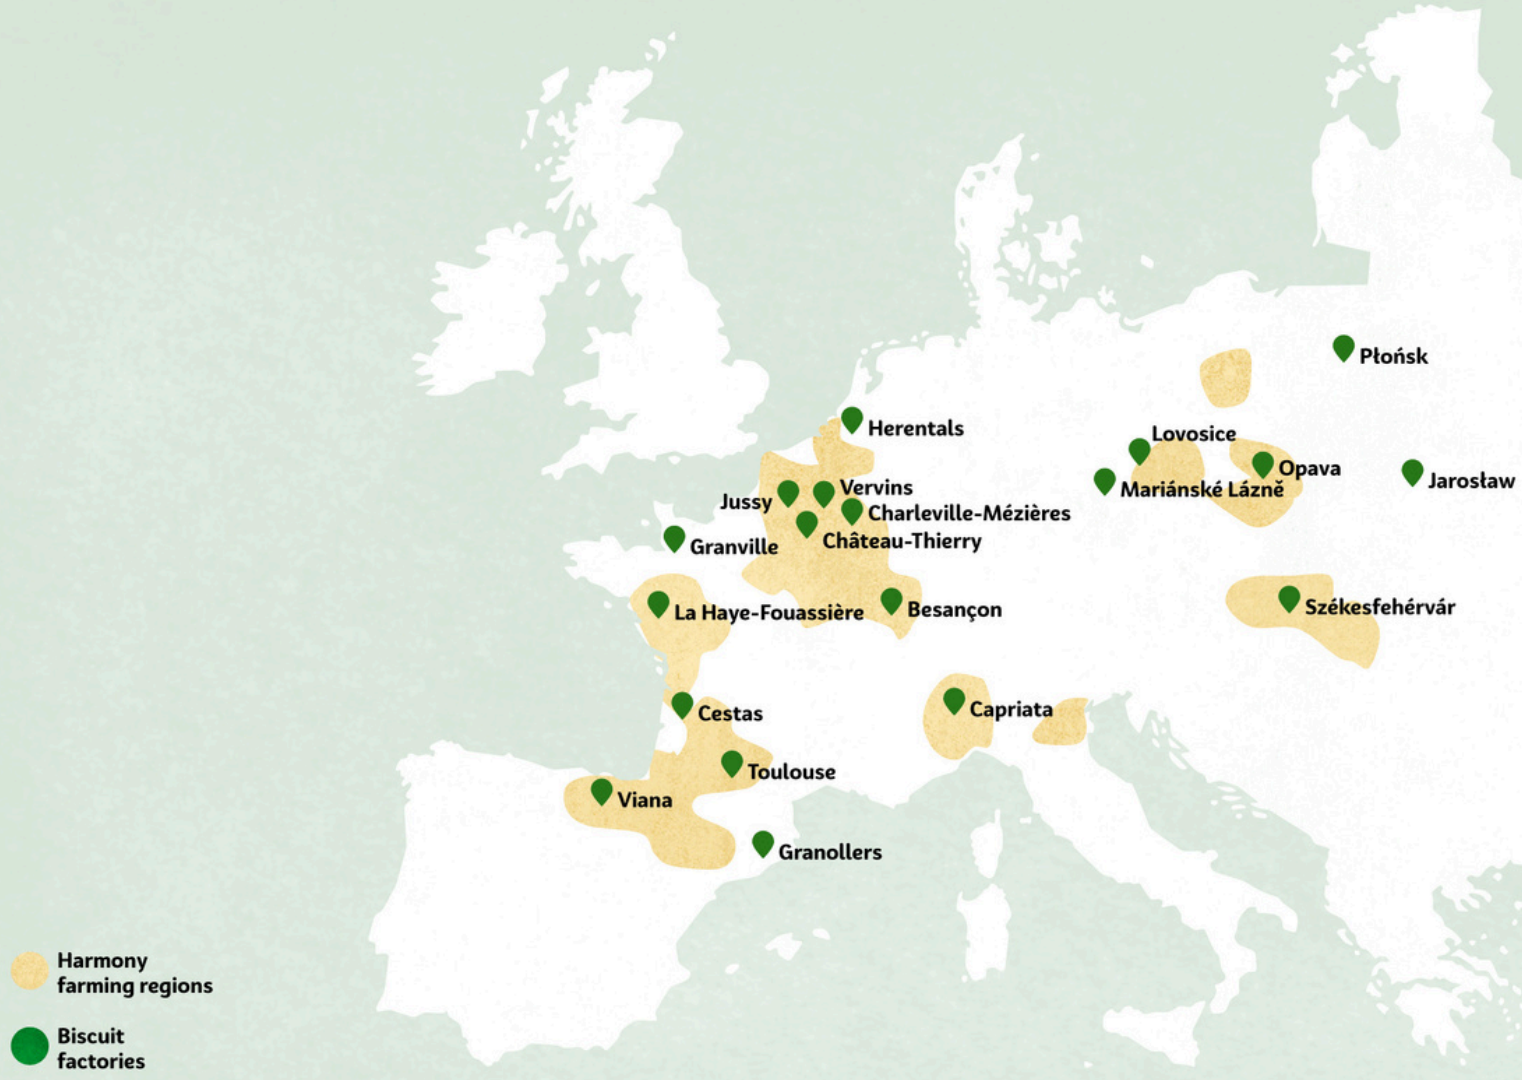 Płońsk
Herentals
Lovosice
Opava
Jarosław
Mariánské Lázně
Vervins
Jussy
Charleville-Mézières
Château-Thierry
Granville
La Haye-Fouassière
Besançon
Székesfehérvár
Cestas
Capriata
Toulouse
Viana
Granollers
Harmony
farming regions
Biscuit
factories